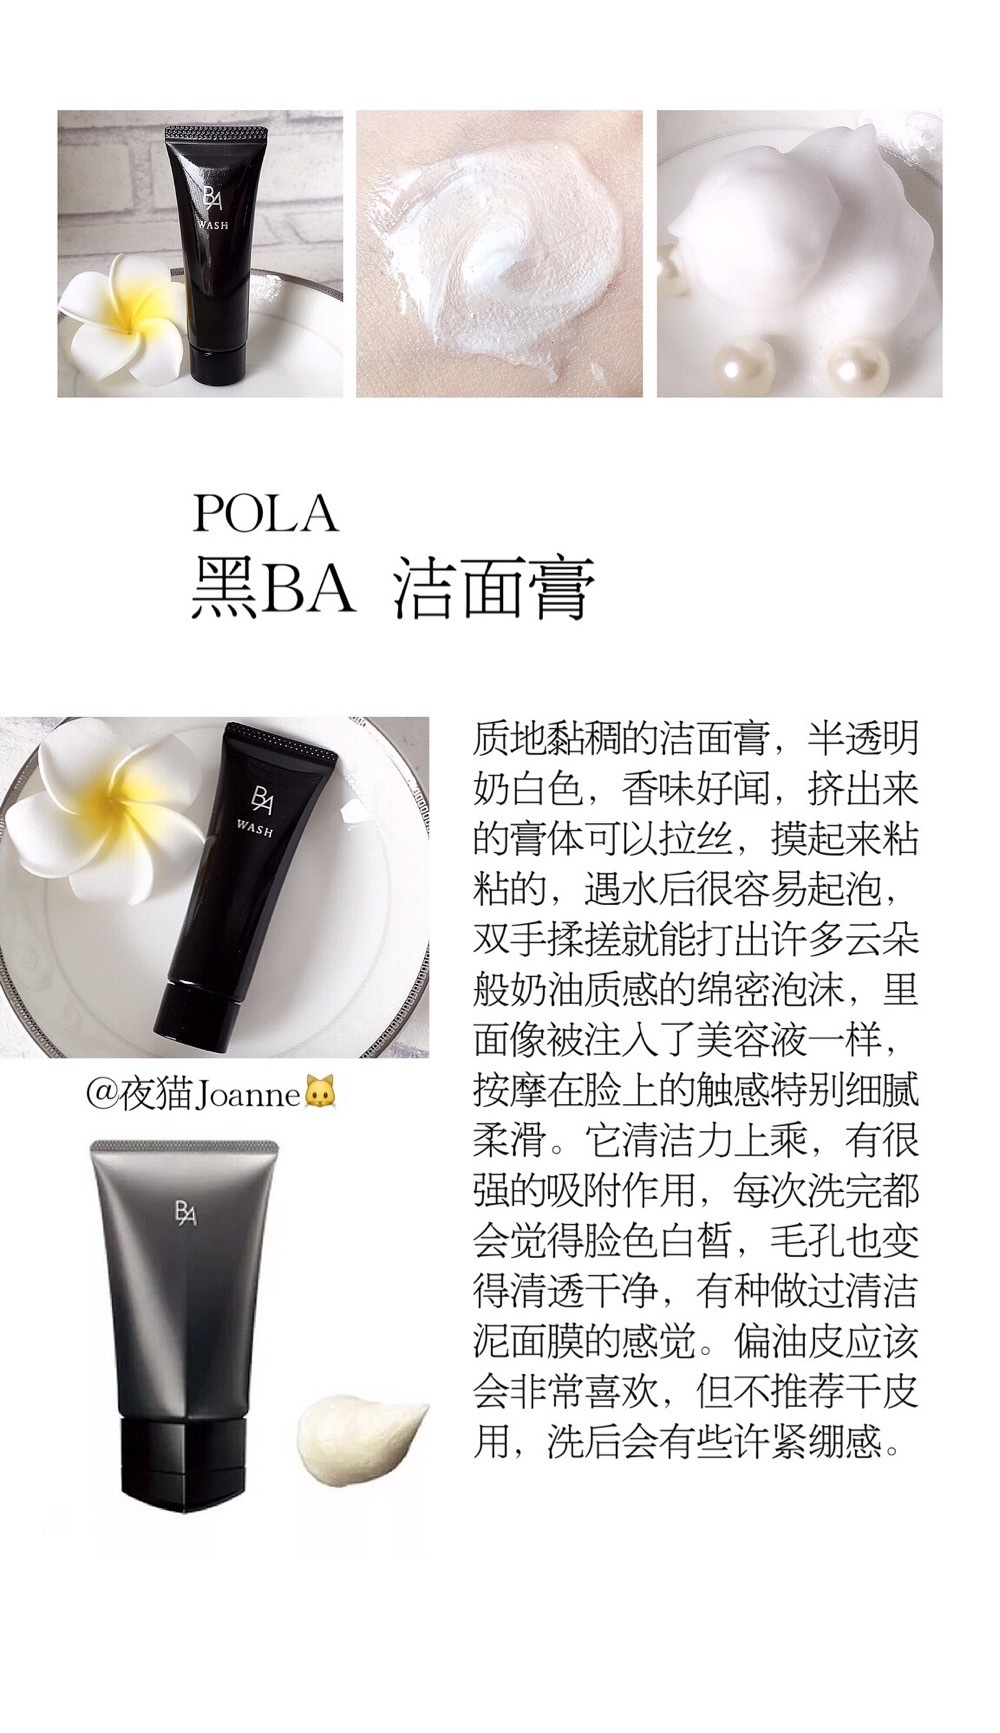 BA
WASH
POLA
黑BA 洁面膏
BA
WASH
@夜猫Joanne🐱
BA
质地黏稠的洁面膏，半透明
奶白色，香味好闻，挤出来
的膏体可以拉丝，摸起来粘
粘的，遇水后很容易起泡，
双手揉搓就能打出许多云朵
般奶油质感的绵密泡沫，里
面像被注入了美容液一样，
按摩在脸上的触感特别细腻
柔滑。它清洁力上乘，有很
强的吸附作用，每次洗完都
会觉得脸色白皙，毛孔也变
得清透干净，有种做过清洁
泥面膜的感觉。偏油皮应该
会非常喜欢，但不推荐干皮
用，洗后会有些许紧绷感。